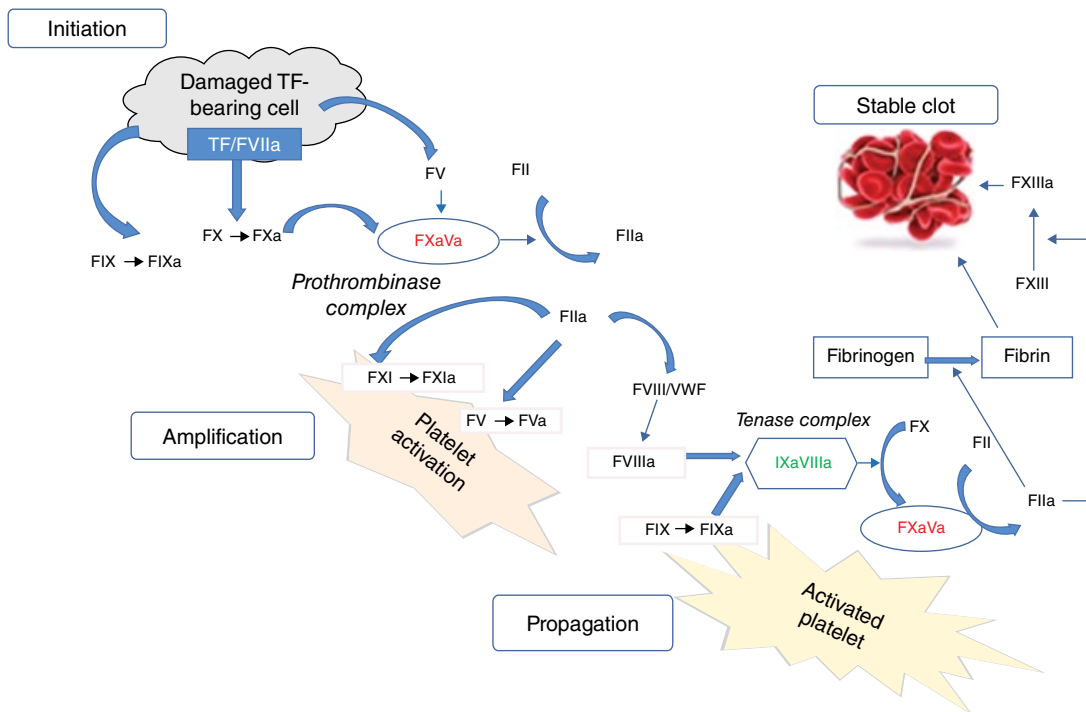 Initiation
Damaged TF-
bearing cell
TF/FVIIa
FV
FII
FX → FXa
FXaVa
FIIa
FIX → FIXa
Prothrombinase
complex
Stable clot
FXIIIa
FXIII
FIIa
Fibrinogen
Fibrin
FXI → FXIa
FV → FVa
FVIII/VWF
Amplification
Platelet
activation
Tenase complex
FX
FII
FVIIIa
IXaVIIIa
FIIa
FIX → FIXa
FXaVa
Propagation
Activated
platelet